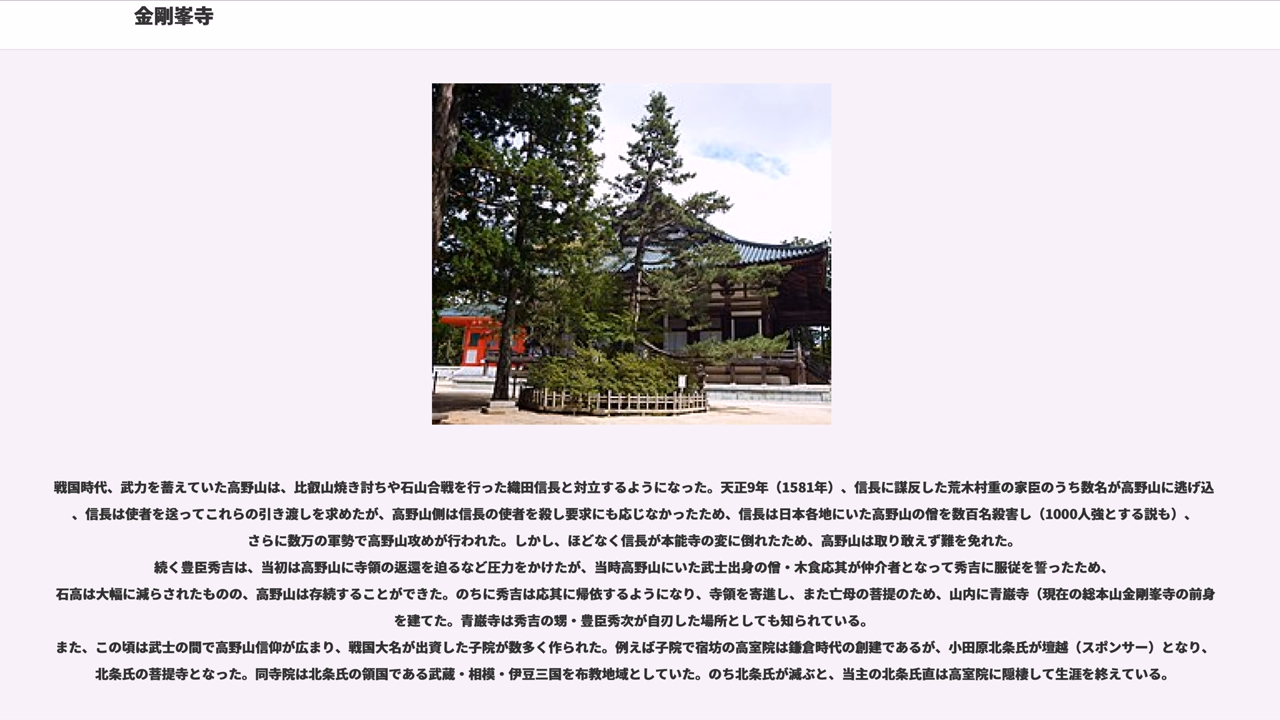 金剛峯寺
戦国時代、武力を蓄えていた高野山は、比叡山焼き討ちや石山合戦を行った織田信長と対立するようになった。天正9年（1581年）、信長に謀反した荒木村重の家臣のうち数名が高野山に逃げ込
、信長は使者を送ってこれらの引き渡しを求めたが、高野山側は信長の使者を殺し要求にも応じなかったため、信長は日本各地にいた高野山の僧を数百名殺害し（1000人強とする説も）、
さらに数万の軍勢で高野山攻めが行われた。しかし、ほどなく信長が本能寺の変に倒れたため、高野山は取り敢えず難を免れた。
続く豊臣秀吉は、当初は高野山に寺領の返還を迫るなど圧力をかけたが、当時高野山にいた武士出身の僧・木食応其が仲介者となって秀吉に服従を誓ったため、
石高は大幅に減らされたものの、高野山は存続することができた。のちに秀吉は応其に帰依するようになり、寺領を寄進し、また亡母の菩提のため、山内に青巌寺（現在の総本山金剛峯寺の前身
を建てた。青巌寺は秀吉の甥・豊臣秀次が自刃した場所としても知られている。
また、この頃は武士の間で高野山信仰が広まり、戦国大名が出資した子院が数多く作られた。例えば子院で宿坊の高室院は鎌倉時代の創建であるが、小田原北条氏が壇越（スポンサー）となり、
北条氏の菩提寺となった。同寺院は北条氏の領国である武蔵・相模・伊豆三国を布教地域としていた。のち北条氏が滅ぶと、当主の北条氏直は高室院に隠棲して生涯を終えている。